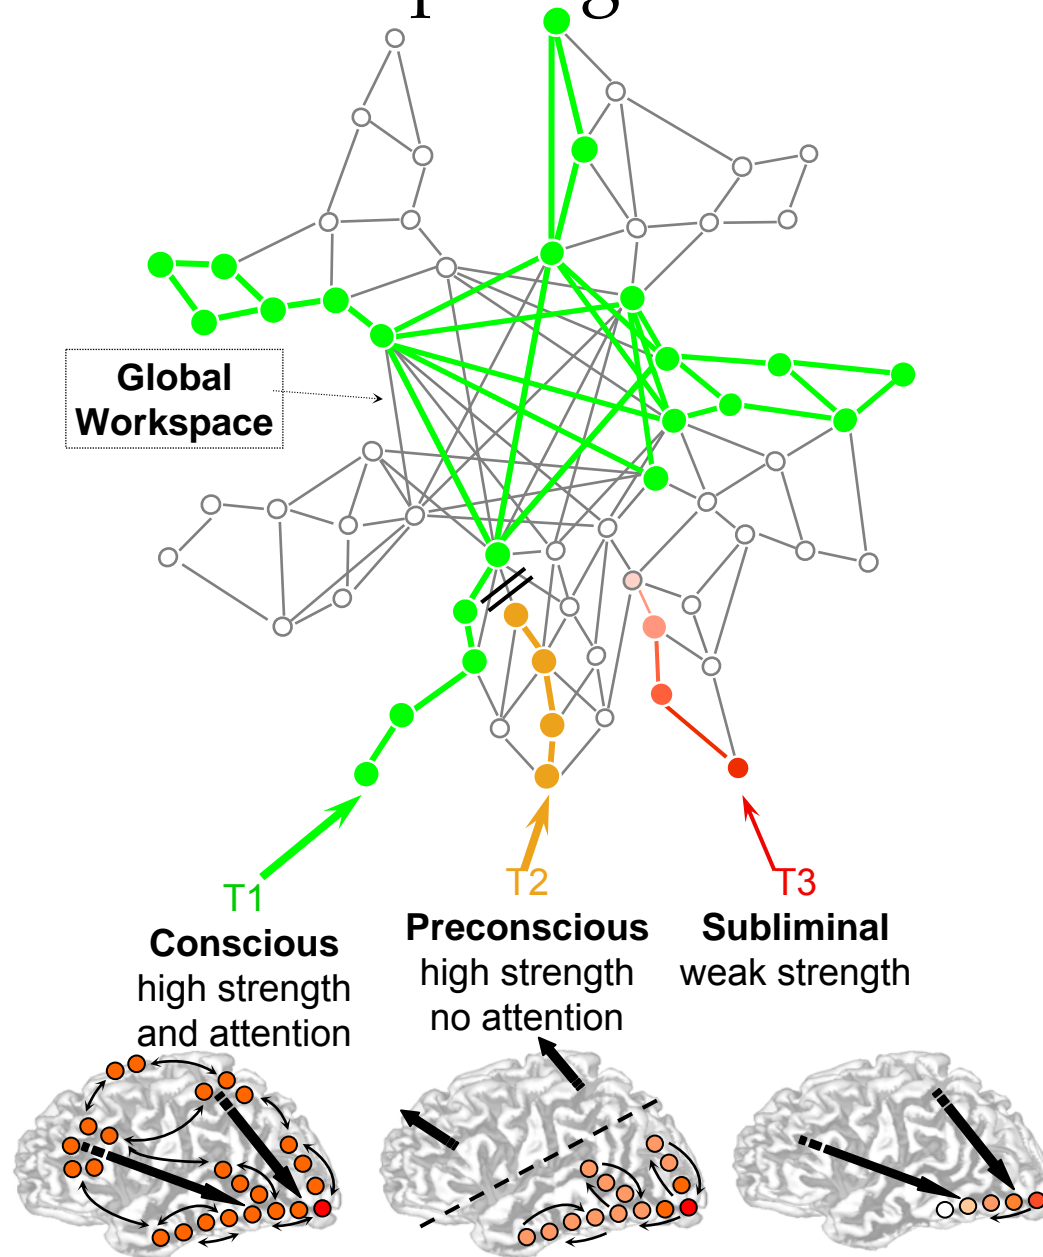 Global
Workspace
T1
Conscious
high strength
and attention
T2
Preconscious
high strength
no attention
T3
Subliminal
weak strength